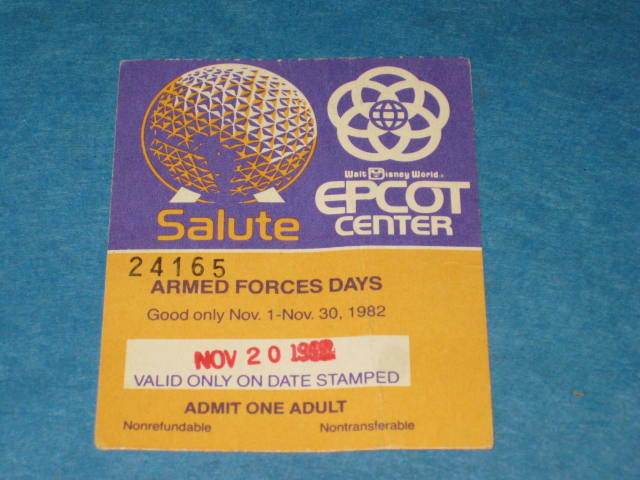 Salute
Walt Disney World
EPCOT
CENTER
24165
ARMED FORCES DAYS
Good only Nov. 1-Nov. 30, 1982
NOV 20 1982
VALID ONLY ON DATE STAMPED
ADMIT ONE ADULT
Nonrefundable Nontransferable